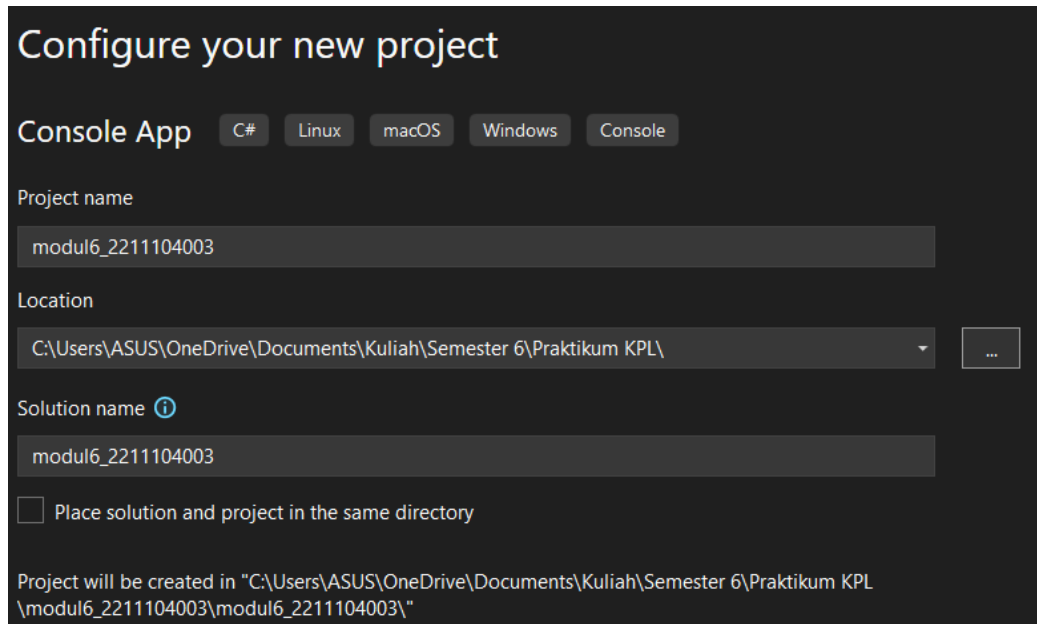 Configure your new project
Console App C# Linux macOS Windows Console
Project name
modul6_2211104003
Location
C:\Users\ASUS\OneDrive\Documents\Kuliah\Semester 6\Praktikum KPL\
...
Solution name
modul6_2211104003
Place solution and project in the same directory
Project will be created in "C:\Users\ASUS\OneDrive\Documents\Kuliah\Semester 6\Praktikum KPL
\modul6_2211104003\modul6_2211104003\"